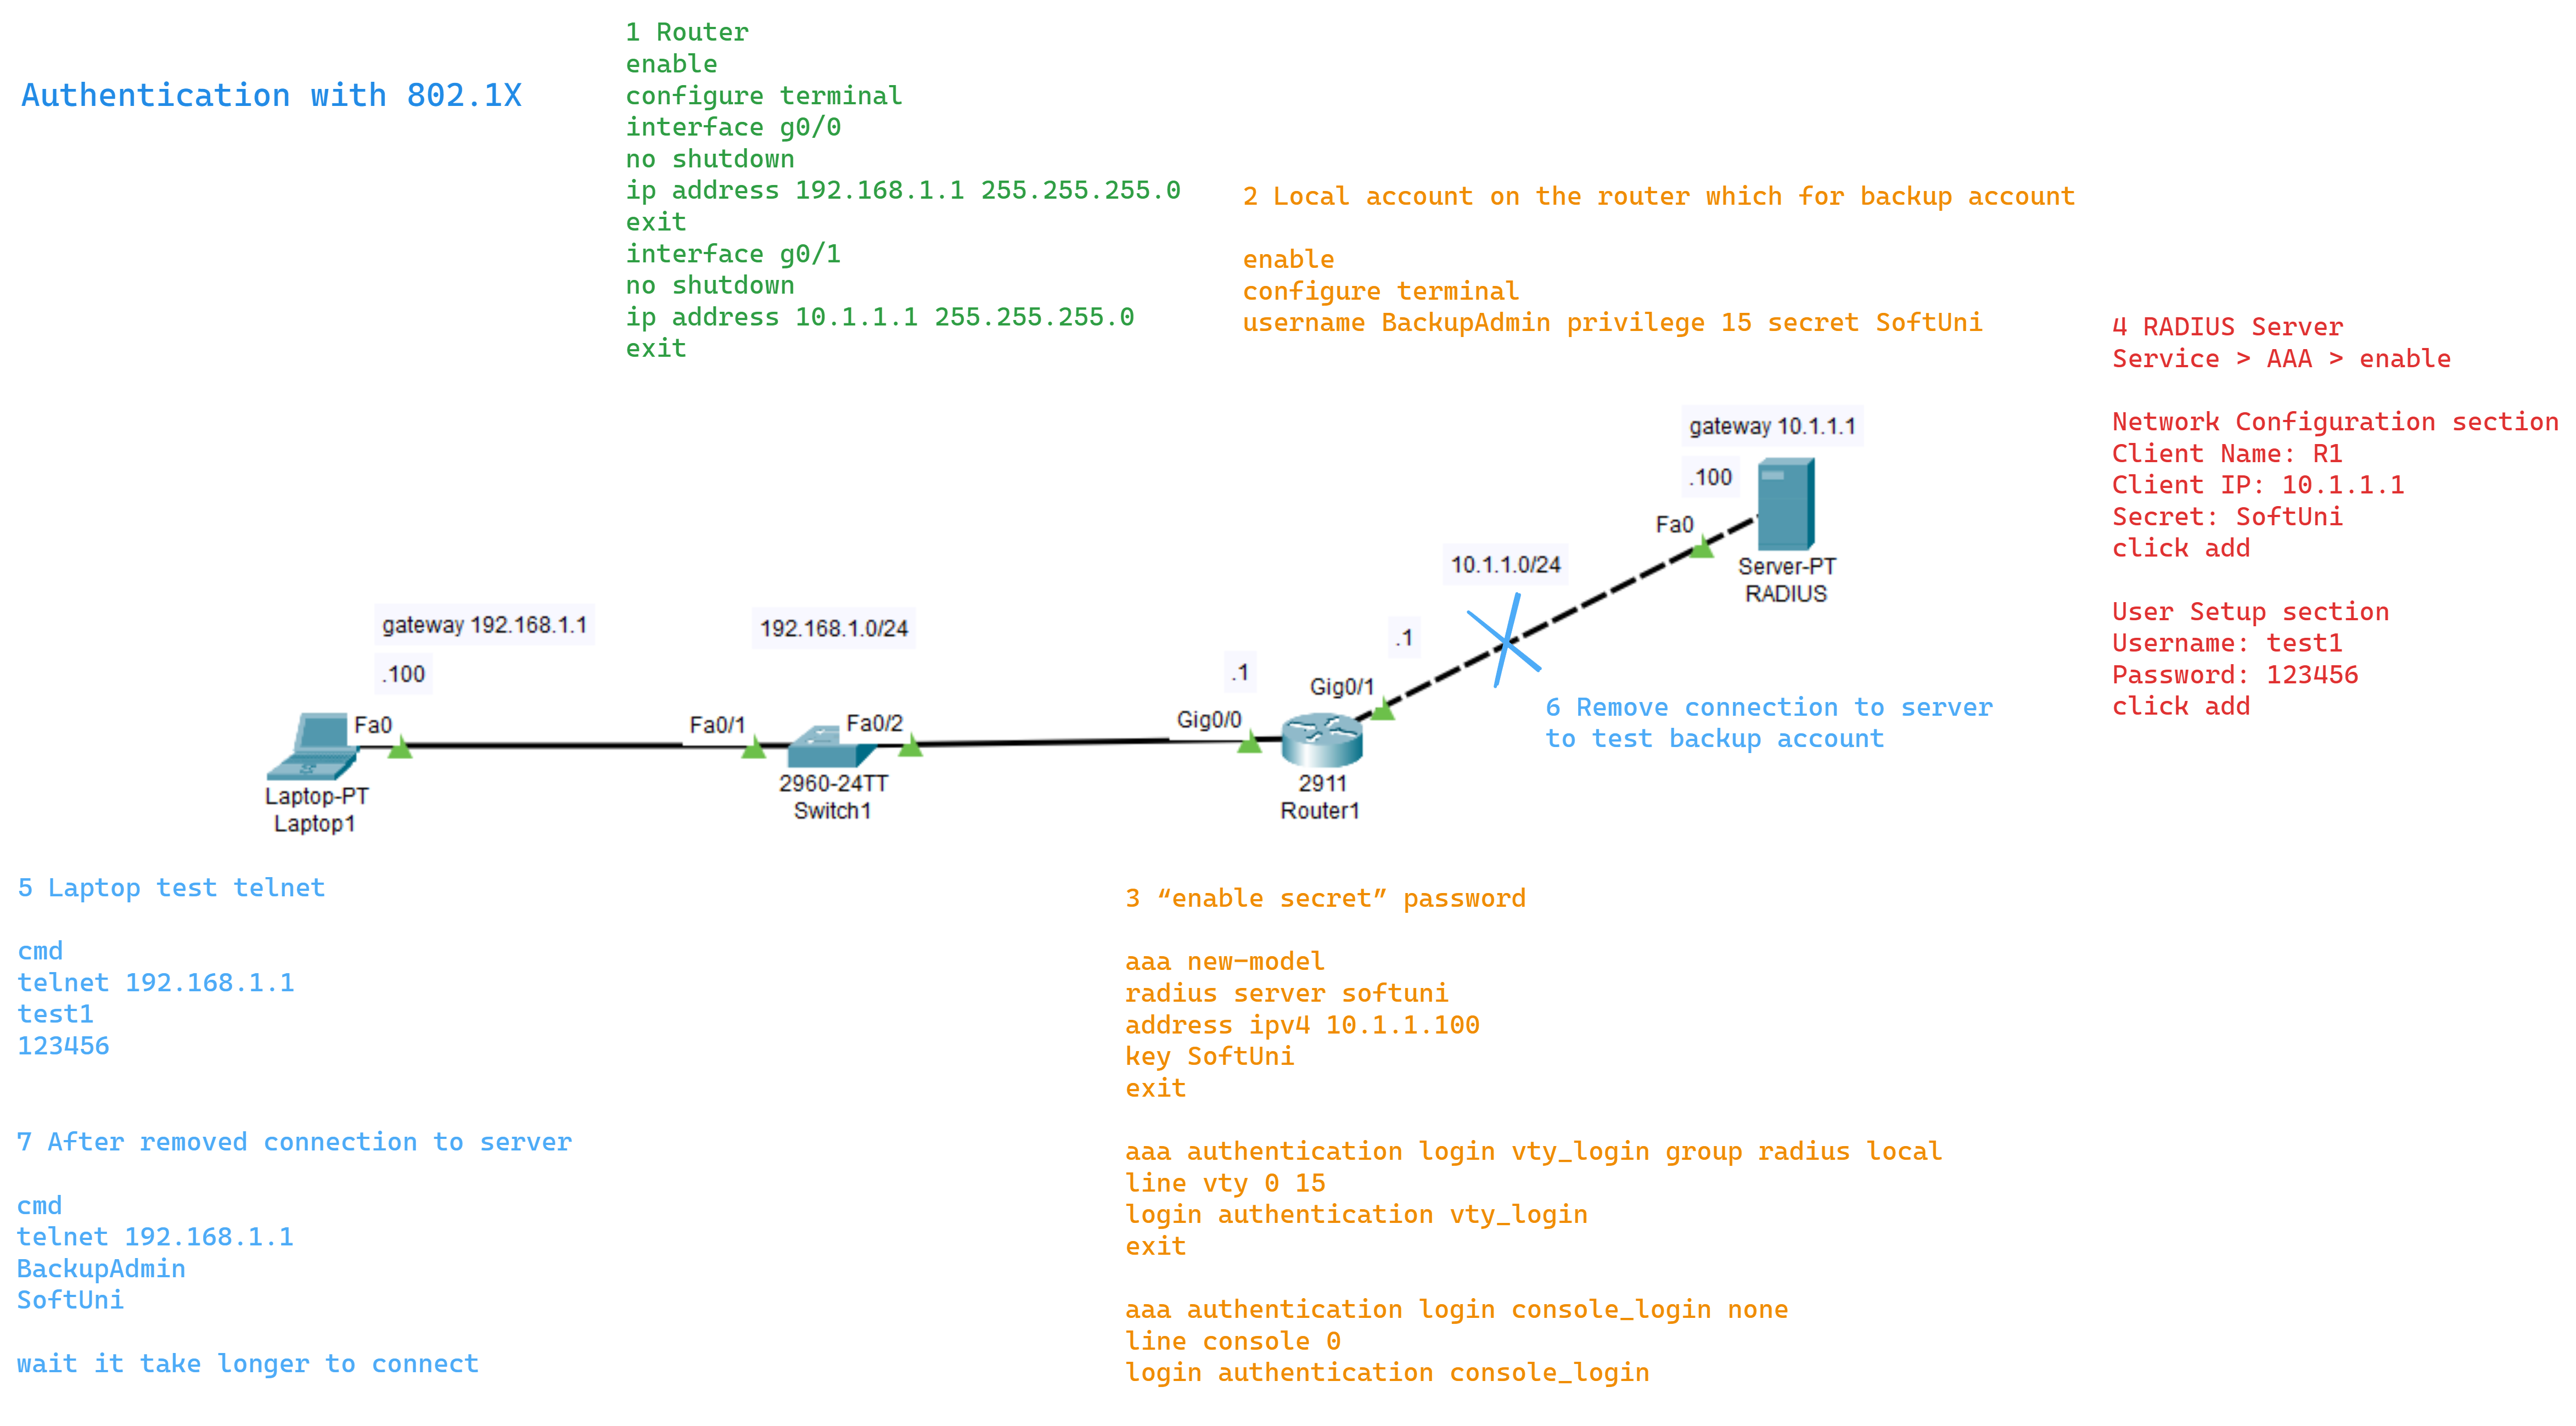 Authentication with 802.1X
1 Router
enable
configure terminal
interface g0/0
no shutdown
ip address 192.168.1.1 255.255.255.0
exit
interface g0/1
no shutdown
ip address 10.1.1.1 255.255.255.0
exit
2 Local account on the router which for backup account
enable
configure terminal
username BackupAdmin privilege 15 secret SoftUni
4 RADIUS Server
Service > AAA > enable
Network Configuration section
Client Name: R1
Client IP: 10.1.1.1
Secret: SoftUni
click add
User Setup section
Username: test1
Password: 123456
click add
gateway 10.1.1.1
.100
Fa0
Server-PT
RADIUS
10.1.1.0/24
.1
Gig0/1
6 Remove connection to server
to test backup account
gateway 192.168.1.1
.100
Fa0
Laptop-PT
Laptop1
192.168.1.0/24
Fa0/1
Fa0/2
2960-24TT
Switch1
.1
Gig0/0
2911
Router1
5 Laptop test telnet
cmd
telnet 192.168.1.1
test1
123456
7 After removed connection to server
cmd
telnet 192.168.1.1
BackupAdmin
SoftUni
wait it take longer to connect
3 “enable secret” password
aaa new-model
radius server softuni
address ipv4 10.1.1.100
key SoftUni
exit
aaa authentication login vty_login group radius local
line vty 0 15
login authentication vty_login
exit
aaa authentication login console_login none
line console 0
login authentication console_login